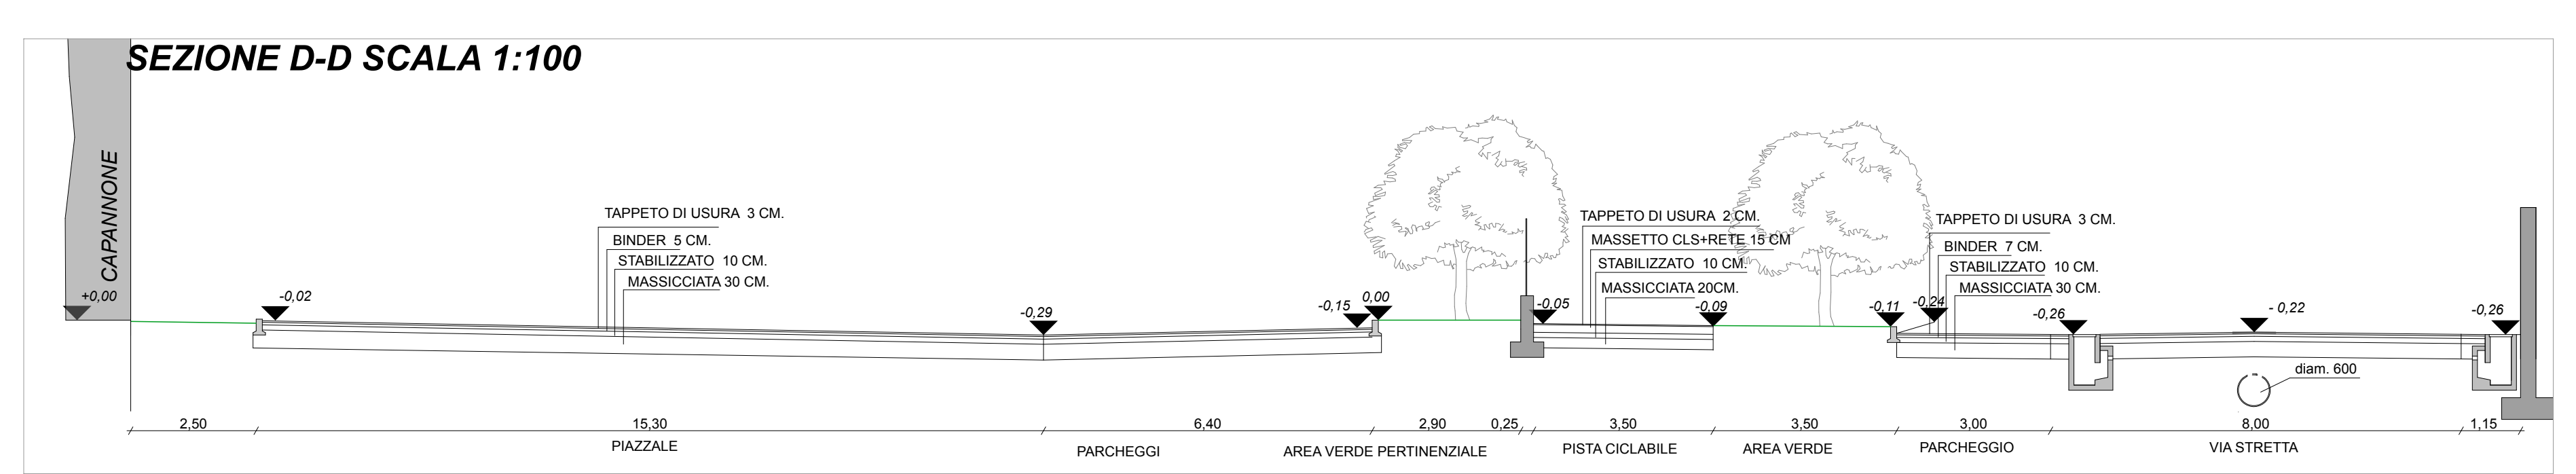 SEZIONE D-D SCALA 1:100
CAPANNONE
+0,00
-0,02
TAPPETO DI USURA 3 CM.
BINDER 5 CM.
STABILIZZATO 10 CM.
MASSICCIATA 30 CM.
-0,29
-0,15
0,00
-0,05
TAPPETO DI USURA 2 CM.
MASSETTO CLS+RETE 15 CM
STABILIZZATO 10 CM.
MASSICCIATA 20CM.
-0,09
-0,11
-0,24
TAPPETO DI USURA 3 CM.
BINDER 7 CM.
STABILIZZATO 10 CM.
MASSICCIATA 30 CM.
-0,26
- 0,22
-0,26
diam. 600
2,50
15,30
6,40
2,90
0,25
3,50
3,50
3,00
8,00
1,15
PIAZZALE
PARCHEGGI
AREA VERDE PERTINENZIALE
PISTA CICLABILE
AREA VERDE
PARCHEGGIO
VIA STRETTA